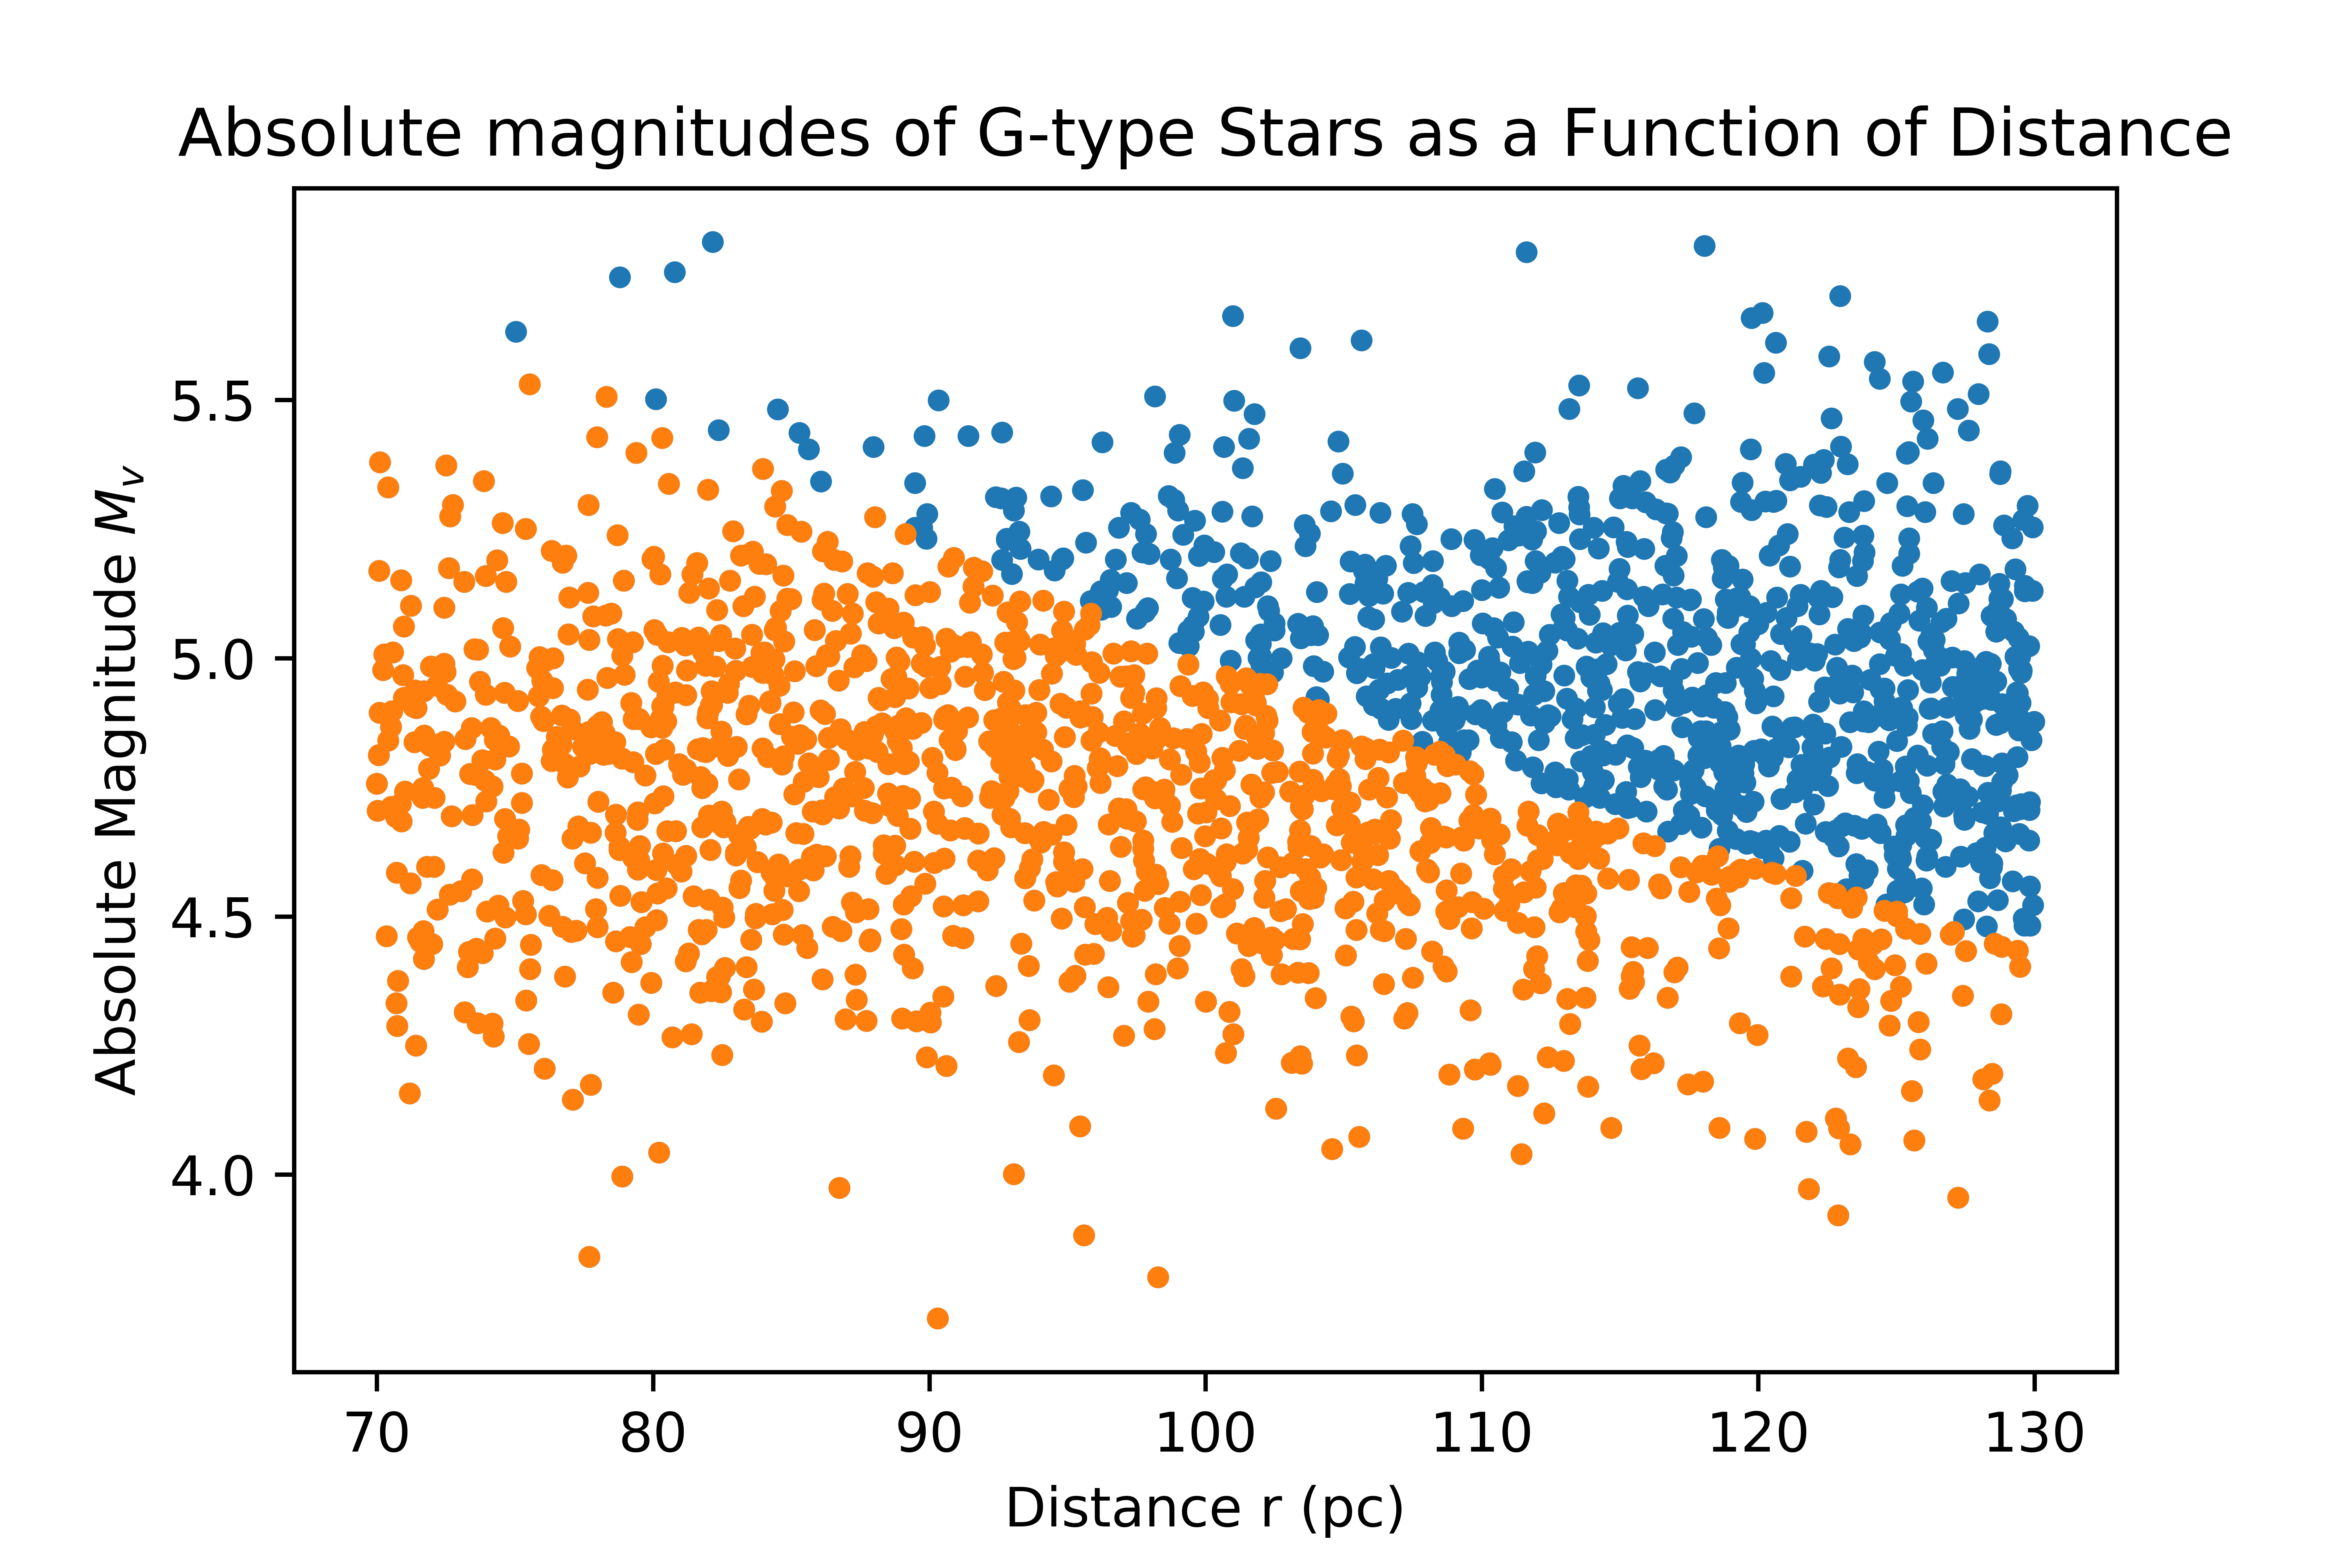 Absolute magnitudes of G-type Stars as a Function of Distance
Absolute Magnitude Mv
5.5
5.0
4.5
4.0
70 80 90 100 110 120 130
Distance r (pc)